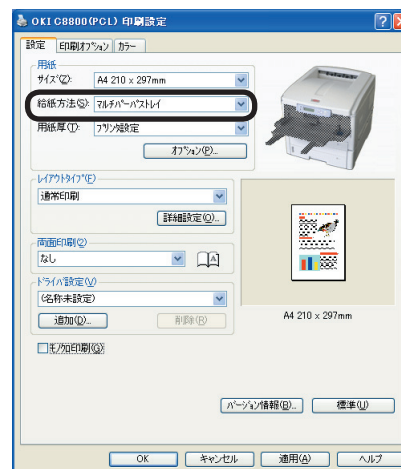 OKI C8800(PCL) 印刷設定
設定 印刷オプション カラー
用紙
サイズ(Z): A4 210 x 297mm
給紙方法(S): マルチパーパストレイ
用紙厚(T): プリンタ設定
オプション(P)...
レイアウトタイプ(F)
通常印刷
詳細設定(O)...
両面印刷(2)
なし
ドライバ設定(V)
(名称未設定)
追加(D)... 削除(R)
A4 210 x 297mm
モノクロ印刷(G)
バージョン情報(B)... 標準(U)
OK キャンセル 適用(A) ヘルプ